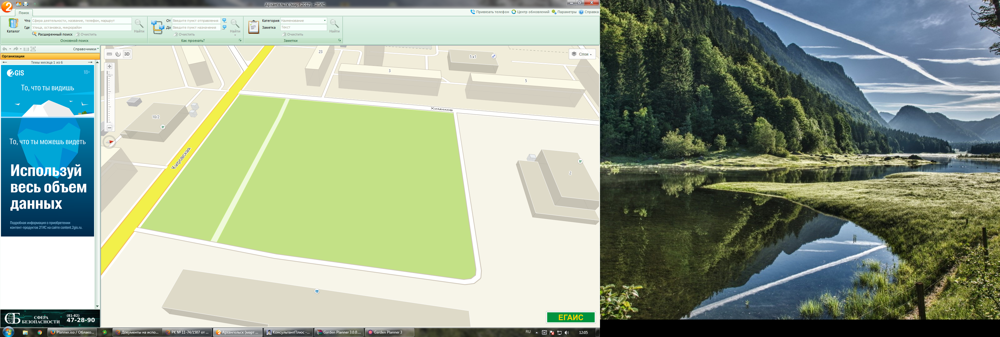 Архангельск (март 2017) - 2ГИС
Поиск
Привязать телефон
Центр обновлений
Параметры
Справка
Каталог
Что
Сфера деятельности, название, телефон, маршрут
Где
Улица, остановка, микрорайон
Расширенный поиск
Очистить
Найти
Основной поиск
От
Введите пункт отправления
До
Введите пункт назначения
Очистить
Найти
Как проехать?
Категория
Наименование
Заметка
Текст
Очистить
Найти
Заметки
Справочники
Организации
Темы месяца 1 из 6
2GIS
18+
То, что ты видишь
То, что ты можешь видеть
Используй
весь объем
данных
Подробная информация о приобретении
контент-продуктов 2ГИС на сайте content.2gis.ru.
СБ
СФЕРА
БЕЗОПАСНОСТИ
(81-82)
47-28-90
3D
Слои
23
3
5 к1
5
10/2
2
Химиков
Кировская
ЕГАИС
Planner.iso / Облако...
Документы на испо...
РК № 11-74/1507 от ...
2 Архангельск (март ...
КонсультантПлюс -...
Garden Planner 3.0.0....
Garden Planner 3
RU
12:05